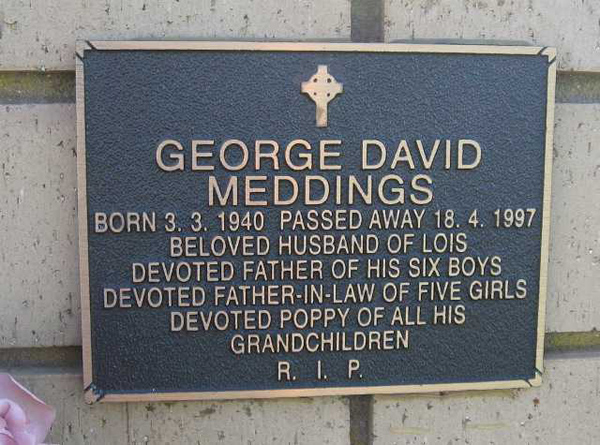 GEORGE DAVID
MEDDINGS
BORN 3. 3. 1940 PASSED AWAY 18. 4. 1997
BELOVED HUSBAND OF LOIS
DEVOTED FATHER OF HIS SIX BOYS
DEVOTED FATHER-IN-LAW OF FIVE GIRLS
DEVOTED POPPY OF ALL HIS
GRANDCHILDREN
R. I. P.